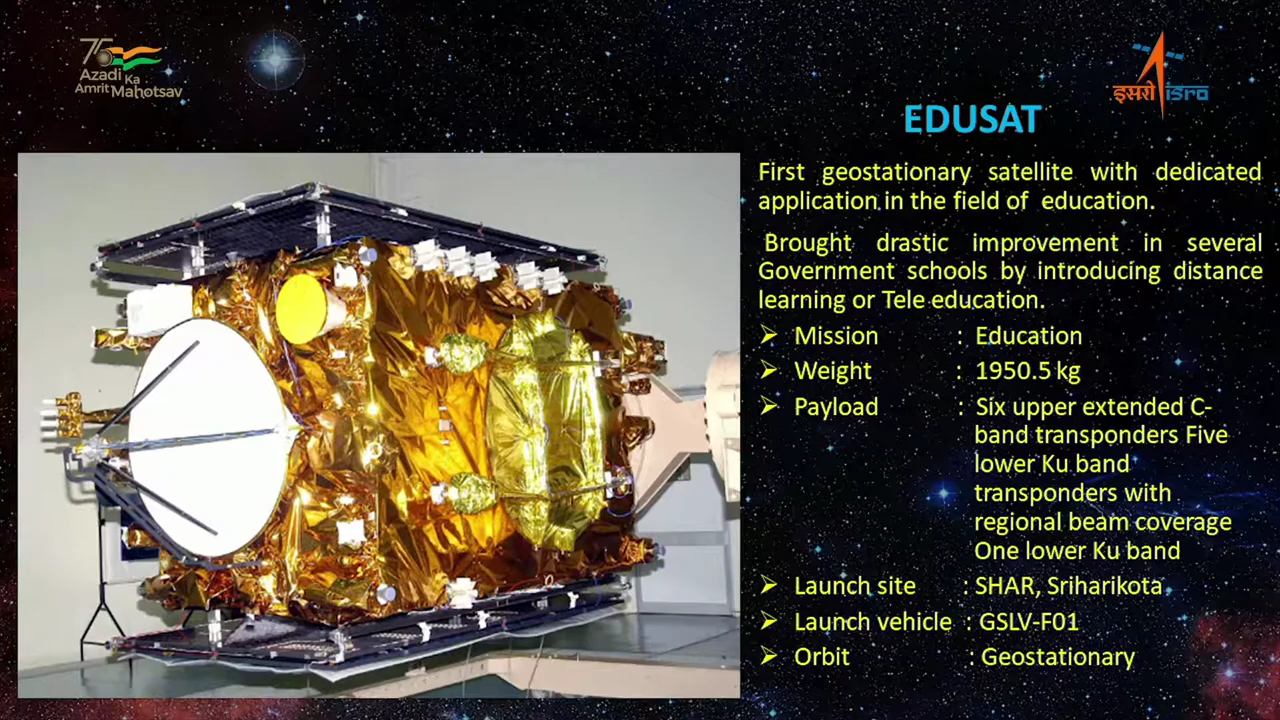 75
Azadi Ka
Amrit Mahotsav
इसरो isro
EDUSAT
First geostationary satellite with dedicated
application in the field of education.
Brought drastic improvement in several
Government schools by introducing distance
learning or Tele education.
➢ Mission : Education
➢ Weight : 1950.5 kg
➢ Payload : Six upper extended C-
band transponders Five
lower Ku band
transponders with
regional beam coverage
One lower Ku band
➢ Launch site : SHAR, Sriharikota
➢ Launch vehicle : GSLV-F01
➢ Orbit : Geostationary